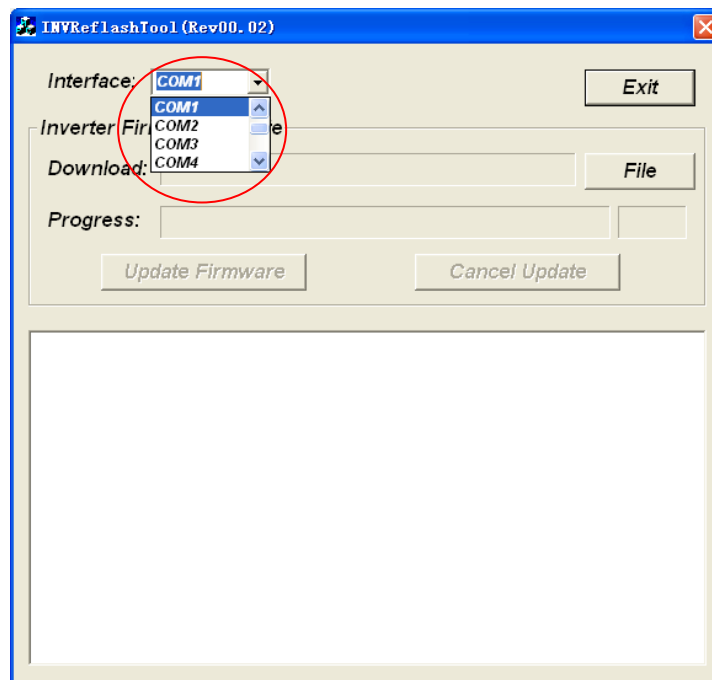 INVReflashTool(Rev00.02)
Interface: COM1
Exit
COM1
COM2
COM3
COM4
Inverter Fir
e
Download:
File
Progress:
Update Firmware
Cancel Update